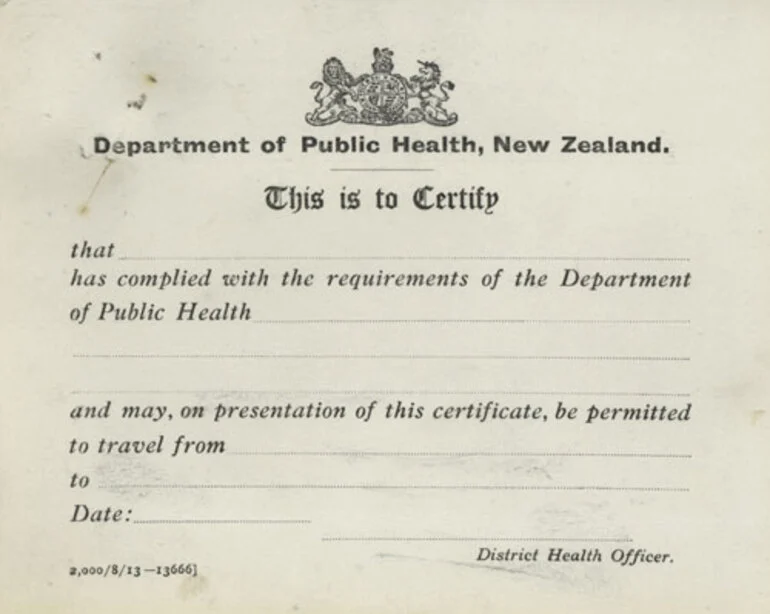 Department of Public Health, New Zealand.
This is to Certify
that
has complied with the requirements of the Department
of Public Health
and may, on presentation of this certificate, be permitted
to travel from
to
Date:
District Health Officer.
2,000/8/13—13666]